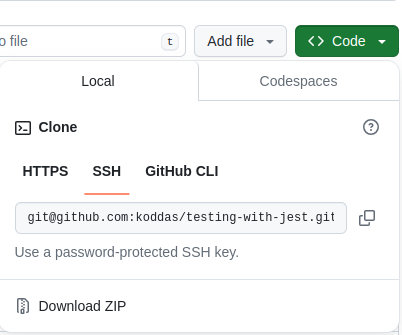 o file t Add file Code
Local Codespaces
Clone
HTTPS SSH GitHub CLI
git@github.com:koddas/testing-with-jest.git
Use a password-protected SSH key.
Download ZIP